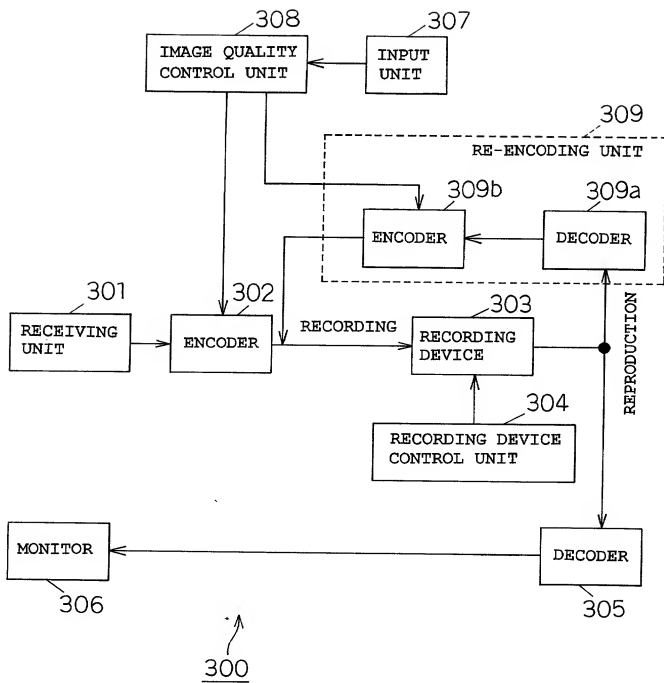 308
307
IMAGE QUALITY
CONTROL UNIT
INPUT
UNIT
309
RE-ENCODING UNIT
309b
309a
ENCODER
DECODER
301
302
303
RECEIVING
UNIT
ENCODER
RECORDING
RECORDING
DEVICE
REPRODUCTION
304
RECORDING DEVICE
CONTROL UNIT
MONITOR
DECODER
306
305
300